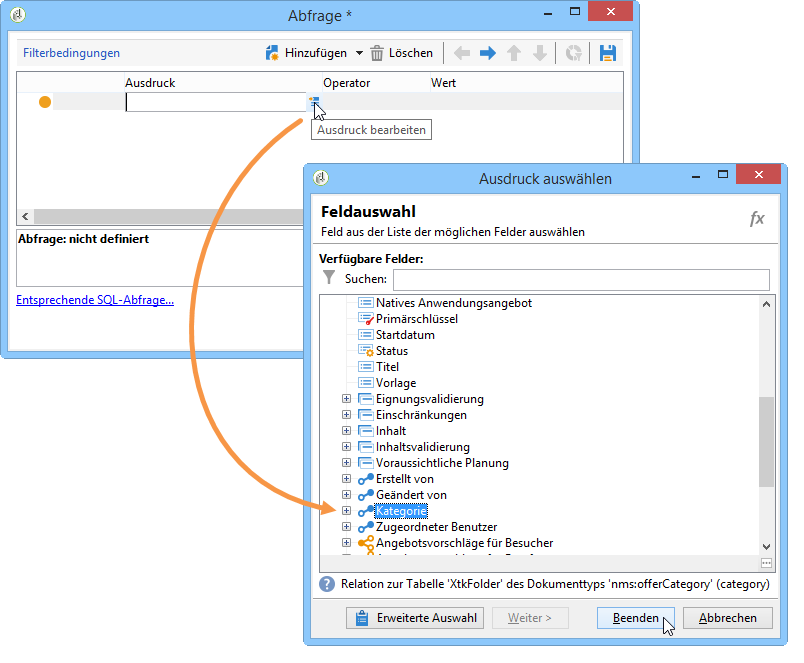 Abfrage *
Filterbedingungen
Hinzufügen
Löschen
Ausdruck Operator Wert
Ausdruck bearbeiten
Abfrage: nicht definiert
Entsprechende SQL-Abfrage...
Ausdruck auswählen
Feldauswahl
Feld aus der Liste der möglichen Felder auswählen
fx
Verfügbare Felder:
Suchen:
Natives Anwendungsangebot
Primärschlüssel
Startdatum
Status
Titel
Vorlage
Eignungsvalidierung
Einschränkungen
Inhalt
Inhaltsvalidierung
Voraussichtliche Planung
Erstellt von
Geändert von
Kategorie
Zugeordneter Benutzer
Angebotsvorschläge für Besucher
Relation zur Tabelle 'XtkFolder' des Dokumenttyps 'nms:offerCategory' (category)
Erweiterte Auswahl
Weiter >
Beenden
Abbrechen